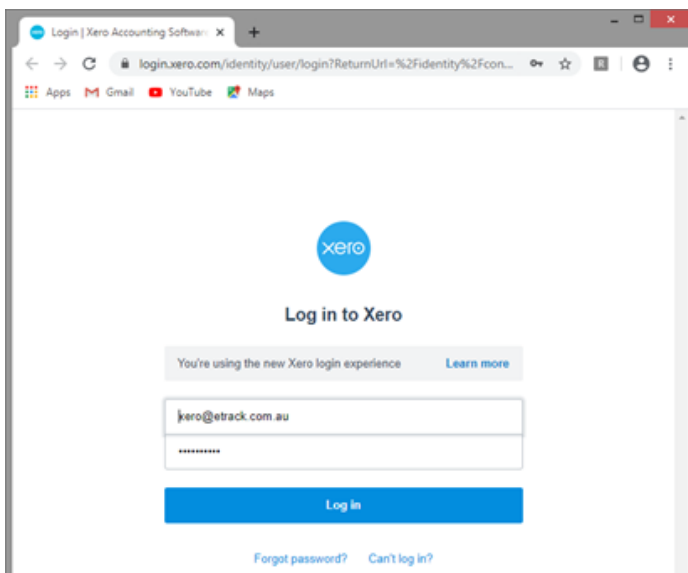 Login | Xero Accounting Softwar
login.xero.com/identity/user/login?ReturnUrl=%2Fidentity%2Fcon...
Apps Gmail YouTube Maps
xero
Log in to Xero
You're using the new Xero login experience Learn more
xero@etrack.com.au
••••••••••
Log in
Forgot password? Can't log in?